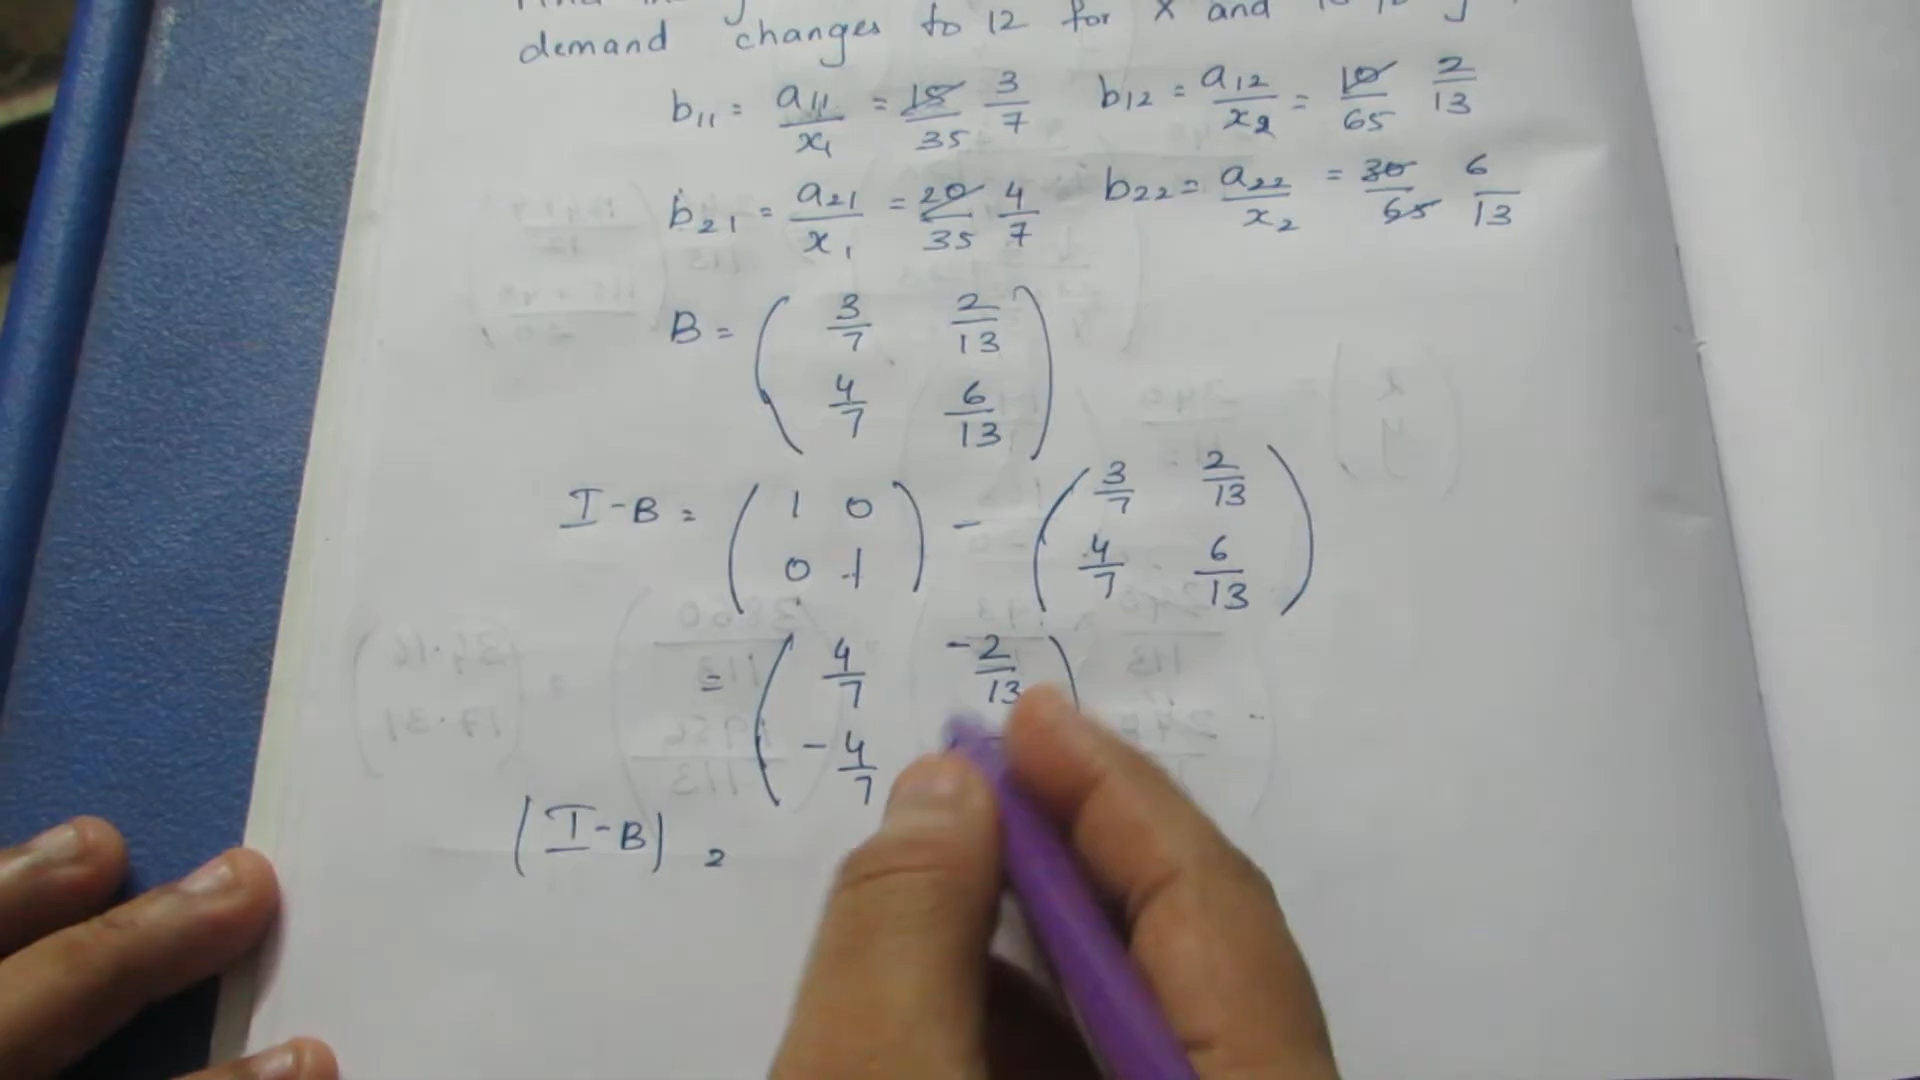 demand changes to 12 for x and
b11 = a11/x1 = 15/35 3/7 b12 = a12/x2 = 10/65 2/13
b21 = a21/x1 = 20/35 4/7 b22 = a22/x2 = 30/65 6/13
B = ( 3/7 2/13
4/7 6/13 )
I-B = ( 1 0
0 1 ) - ( 3/7 2/13
4/7 6/13 )
= ( 4/7 -2/13
-4/7
(I-B) =